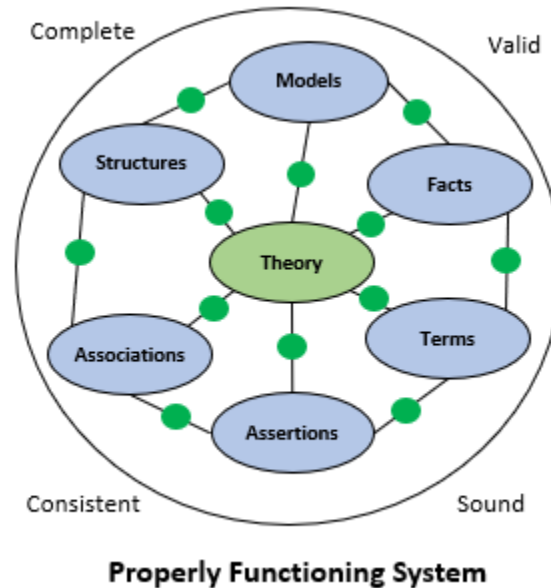 Complete
Valid
Models
Structures
Facts
Theory
Associations
Terms
Assertions
Consistent
Sound
Properly Functioning System